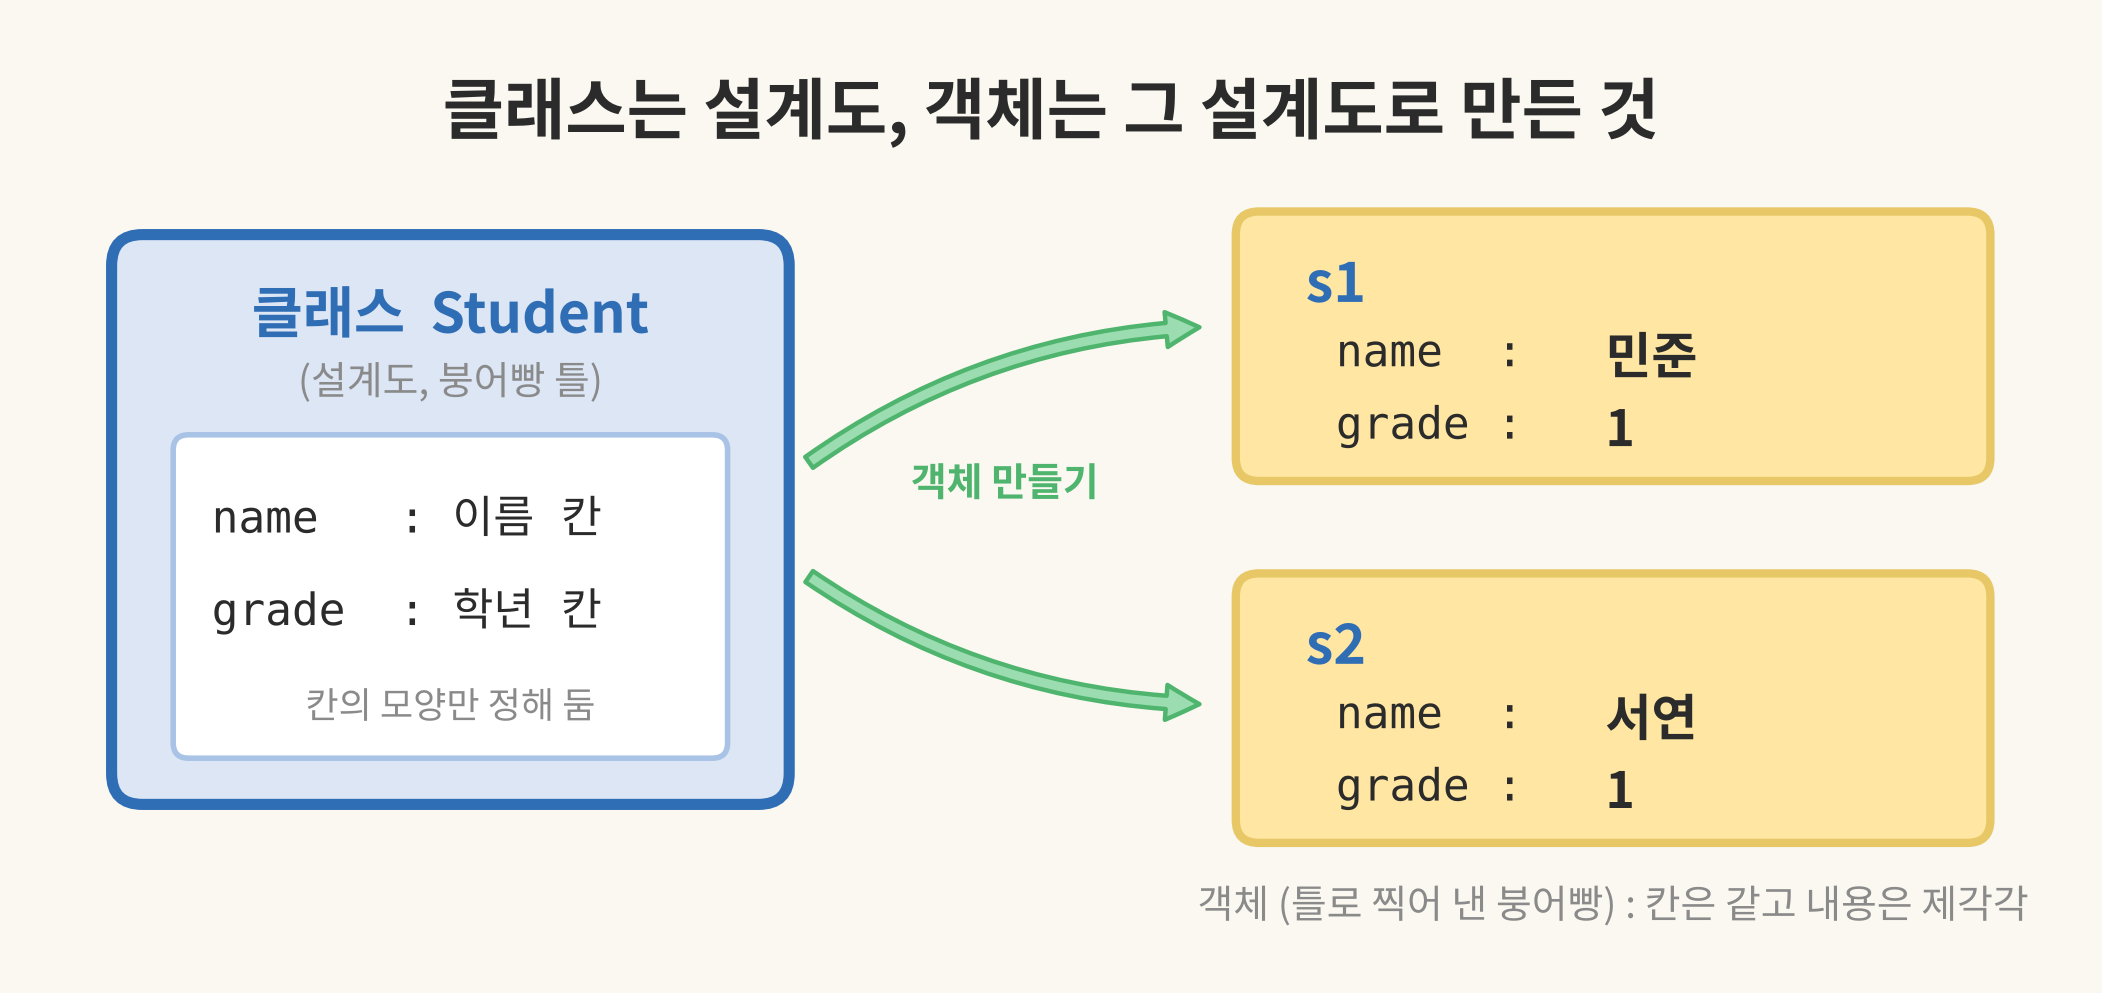 클래스는 설계도, 객체는 그 설계도로 만든 것
클래스 Student
(설계도, 붕어빵 틀)
name : 이름 칸
grade : 학년 칸
칸의 모양만 정해 둠
객체 만들기
s1
name : 민준
grade : 1
s2
name : 서연
grade : 1
객체 (틀로 찍어 낸 붕어빵) : 칸은 같고 내용은 제각각